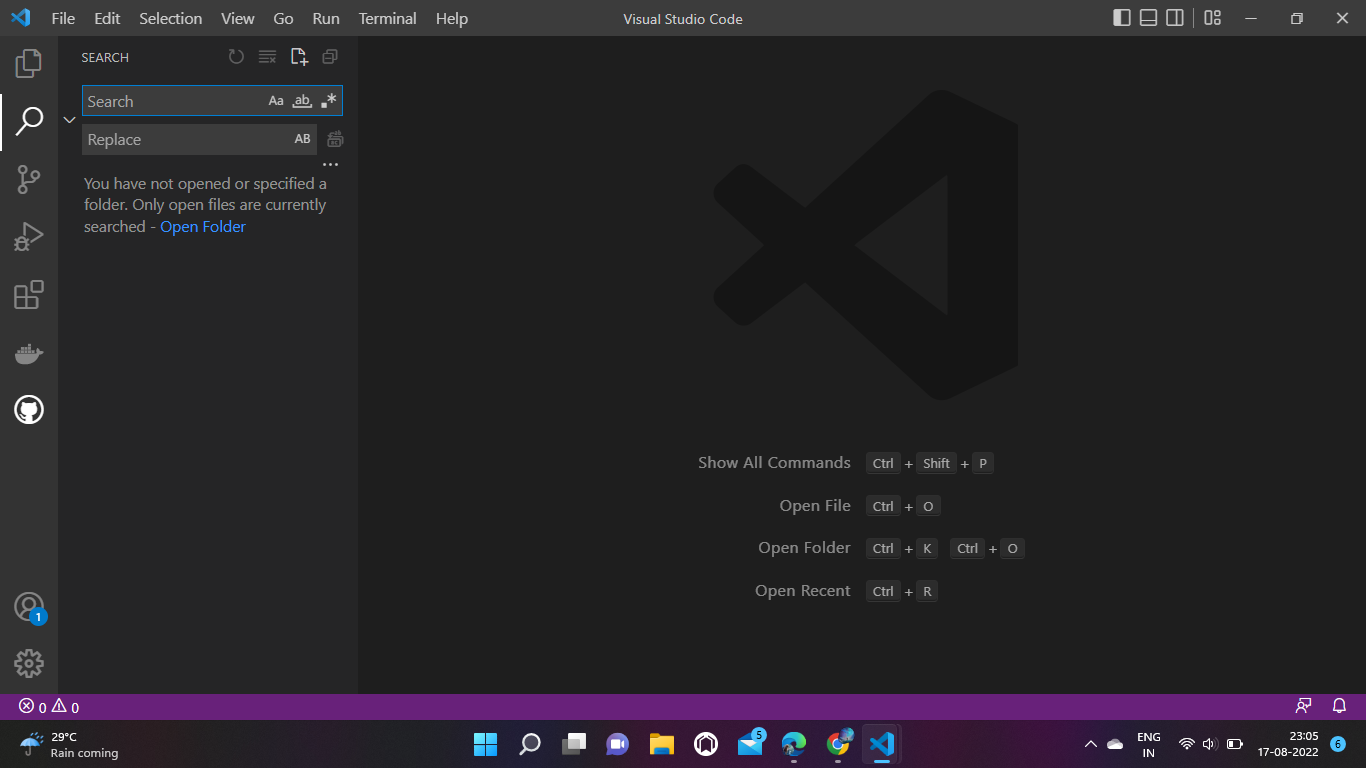 File Edit Selection View Go Run Terminal Help
Visual Studio Code
SEARCH
Search Aa ab
Replace AB
You have not opened or specified a
folder. Only open files are currently
searched - Open Folder
Show All Commands Ctrl + Shift + P
Open File Ctrl + O
Open Folder Ctrl + K Ctrl + O
Open Recent Ctrl + R
1
0 0
29°C
Rain coming
5
ENG
IN
23:05
17-08-2022
6